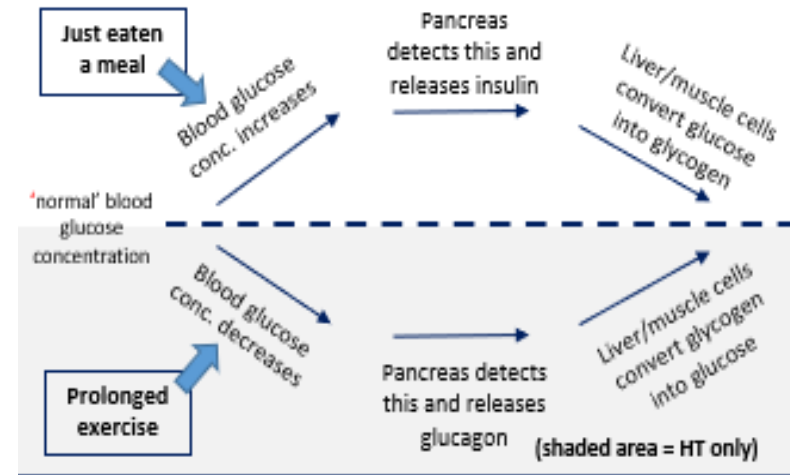 Just eaten
a meal
Blood glucose
conc. increases
Pancreas
detects this and
releases insulin
Liver/muscle cells
convert glucose
into glycogen
‘normal’ blood
glucose
concentration
Blood glucose
conc. decreases
Prolonged
exercise
Pancreas detects
this and releases
glucagon
Liver/muscle cells
convert glycogen
into glucose
(shaded area = HT only)